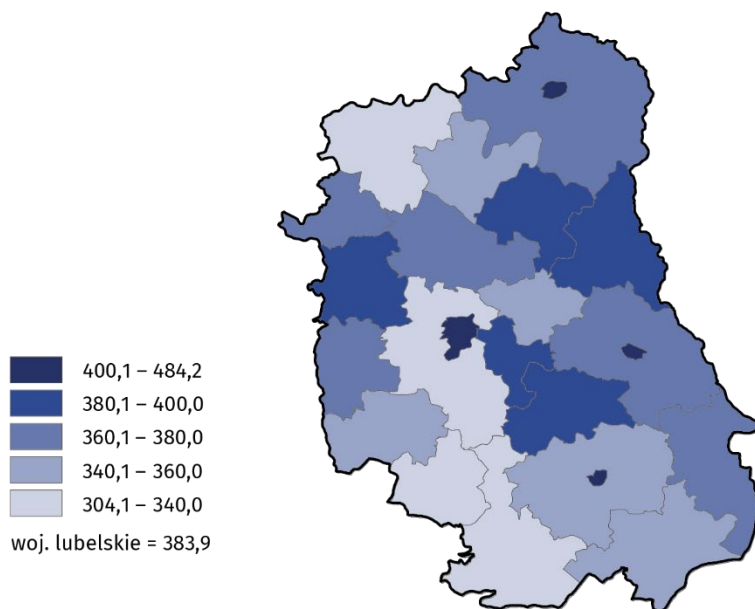 400,1 – 484,2
380,1 – 400,0
360,1 – 380,0
340,1 – 360,0
304,1 – 340,0
woj. lubelskie = 383,9